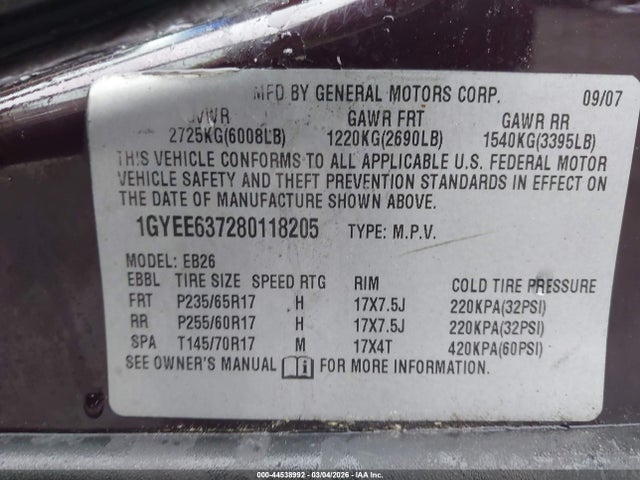 MFD BY GENERAL MOTORS CORP. 09/07
GVWR GAWR FRT GAWR RR
2725KG(6008LB) 1220KG(2690LB) 1540KG(3395LB)
THIS VEHICLE CONFORMS TO ALL APPLICABLE U.S. FEDERAL MOTOR
VEHICLE SAFETY AND THEFT PREVENTION STANDARDS IN EFFECT ON
THE DATE OF MANUFACTURE SHOWN ABOVE.
1GYEE637280118205 TYPE: M.P.V.
MODEL: EB26
EBBL TIRE SIZE SPEED RTG RIM COLD TIRE PRESSURE
FRT P235/65R17 H 17X7.5J 220KPA(32PSI)
RR P255/60R17 H 17X7.5J 220KPA(32PSI)
SPA T145/70R17 M 17X4T 420KPA(60PSI)
SEE OWNER'S MANUAL FOR MORE INFORMATION.
000-44538992 - 03/04/2026 - IAAI.COM